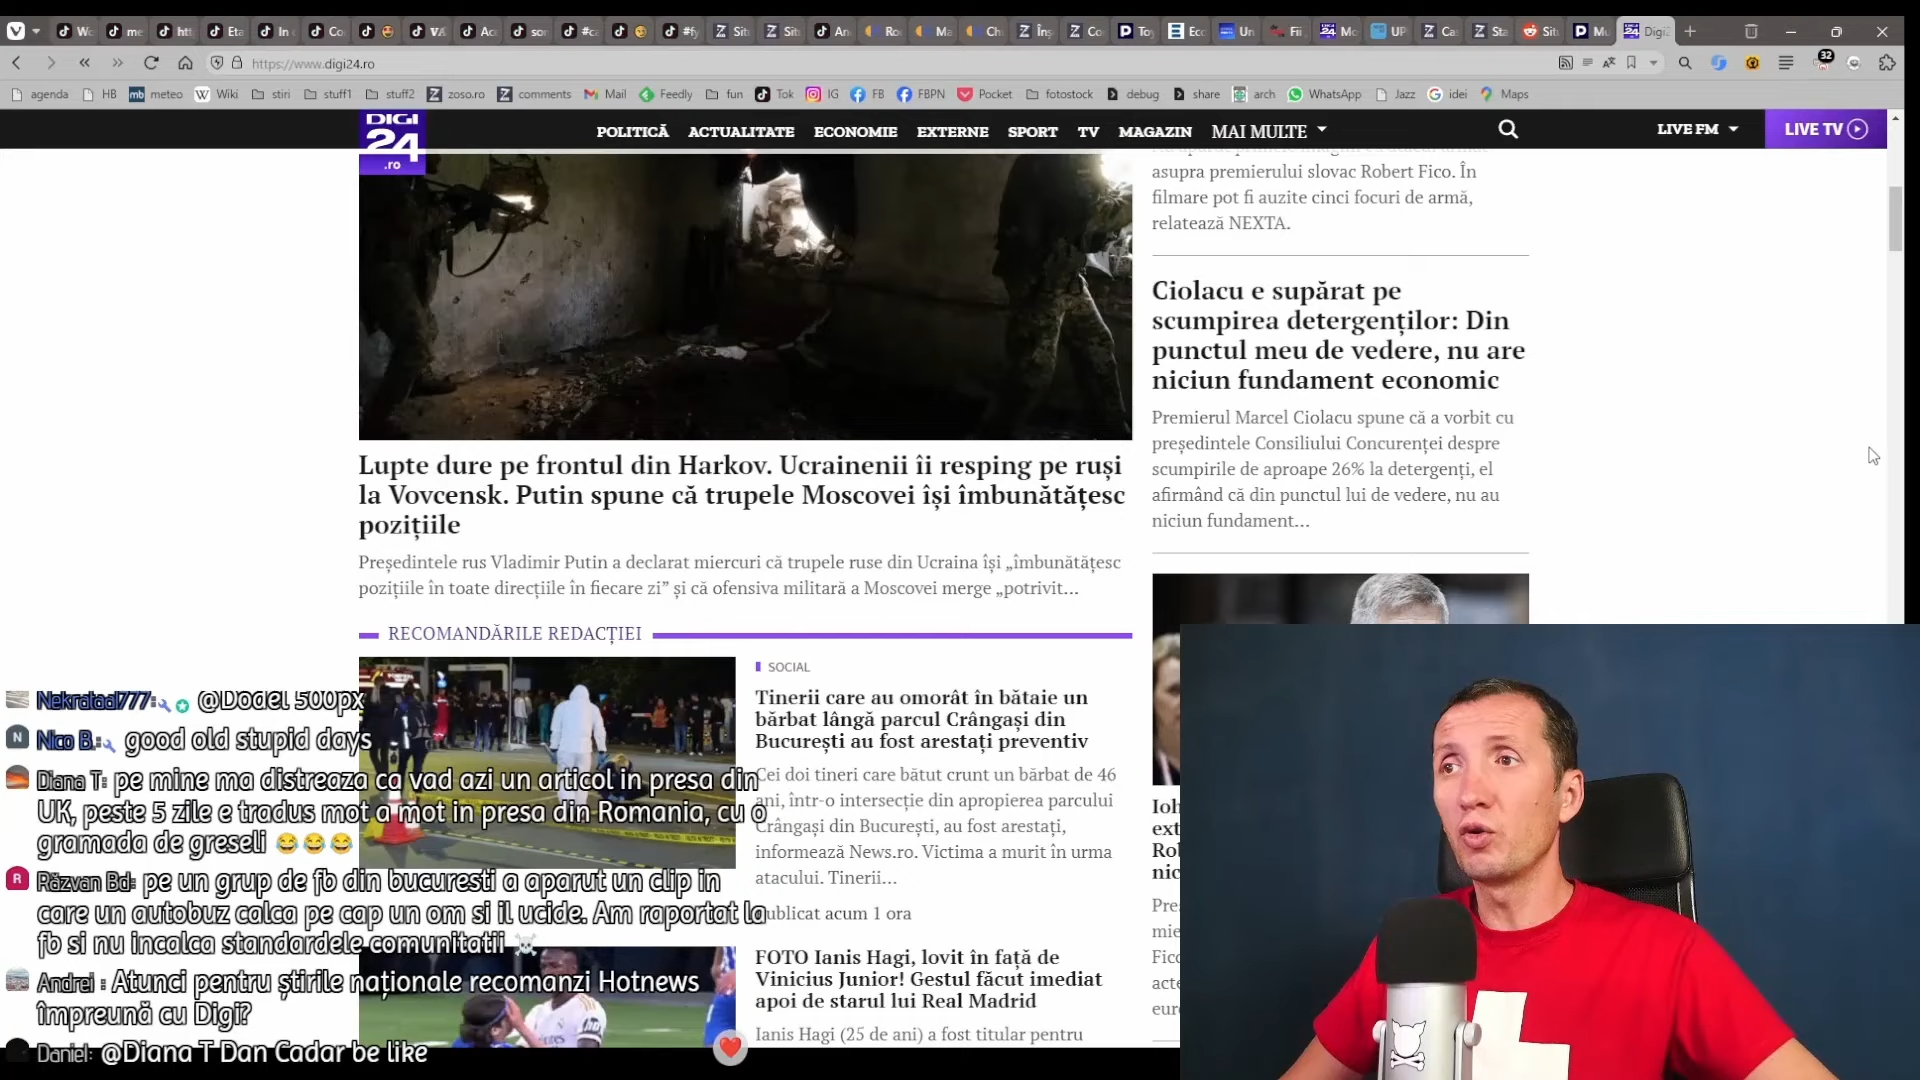 https://www.digi24.ro
agenda
HB
meteo
Wiki
stiri
stuff1
stuff2
zoso.ro
comments
Mail
Feedly
fun
Tok
IG
FB
FBPN
Pocket
fotostock
debug
share
arch
WhatsApp
Jazz
idei
Maps
32
DIGI
24
.ro
POLITICĂ
ACTUALITATE
ECONOMIE
EXTERNE
SPORT
TV
MAGAZIN
MAI MULTE
LIVE FM
LIVE TV
asupra premierului slovac Robert Fico. În
filmare pot fi auzite cinci focuri de armă,
relatează NEXTA.
Ciolacu e supărat pe
scumpirea detergenților: Din
punctul meu de vedere, nu are
niciun fundament economic
Premierul Marcel Ciolacu spune că a vorbit cu
președintele Consiliului Concurenței despre
scumpirile de aproape 26% la detergenți, el
afirmând că din punctul lui de vedere, nu au
niciun fundament...
Lupte dure pe frontul din Harkov. Ucrainenii îi resping pe ruși
la Vovcensk. Putin spune că trupele Moscovei își îmbunătățesc
pozițiile
Președintele rus Vladimir Putin a declarat miercuri că trupele ruse din Ucraina își „îmbunătățesc
pozițiile în toate direcțiile în fiecare zi” și că ofensiva militară a Moscovei merge „potrivit...
RECOMANDĂRILE REDACȚIEI
SOCIAL
Tinerii care au omorât în bătaie un
bărbat lângă parcul Crângași din
București au fost arestați preventiv
Cei doi tineri care bătut crunt un bărbat de 46
ani, într-o intersecție din apropierea parcului
Crângași din București, au fost arestați,
informează News.ro. Victima a murit în urma
atacului. Tinerii...
Publicat acum 1 ora
FOTO Ianis Hagi, lovit în față de
Vinicius Junior! Gestul făcut imediat
apoi de starul lui Real Madrid
Ianis Hagi (25 de ani) a fost titular pentru
@Dodel 500px
Nico B.: good old stupid days
Diana T: pe mine ma distreaza ca vad azi un articol in presa din
UK, peste 5 zile e tradus mot a mot in presa din Romania, cu o
gramada de greseli 😂😂😂
Răzvan Bd: pe un grup de fb din bucuresti a aparut un clip in
care un autobuz calca pe cap un om si il ucide. Am raportat la
fb si nu incalca standardele comunitatii ☠️
Andrei : Atunci pentru știrile naționale recomanzi Hotnews
împreună cu Digi?
Daniel: @Diana T Dan Cadar be like